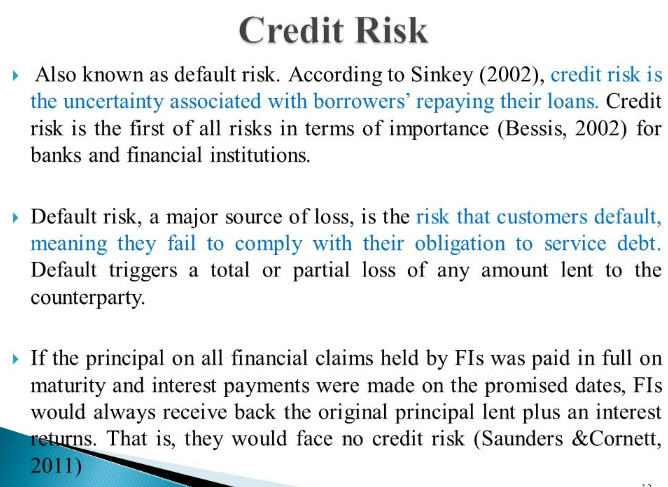 Credit Risk
Also known as default risk. According to Sinkey (2002), credit risk is
the uncertainty associated with borrowers’ repaying their loans. Credit
risk is the first of all risks in terms of importance (Bessis, 2002) for
banks and financial institutions.
Default risk, a major source of loss, is the risk that customers default,
meaning they fail to comply with their obligation to service debt.
Default triggers a total or partial loss of any amount lent to the
counterparty.
If the principal on all financial claims held by FIs was paid in full on
maturity and interest payments were made on the promised dates, FIs
would always receive back the original principal lent plus an interest
returns. That is, they would face no credit risk (Saunders &Cornett,
2011)